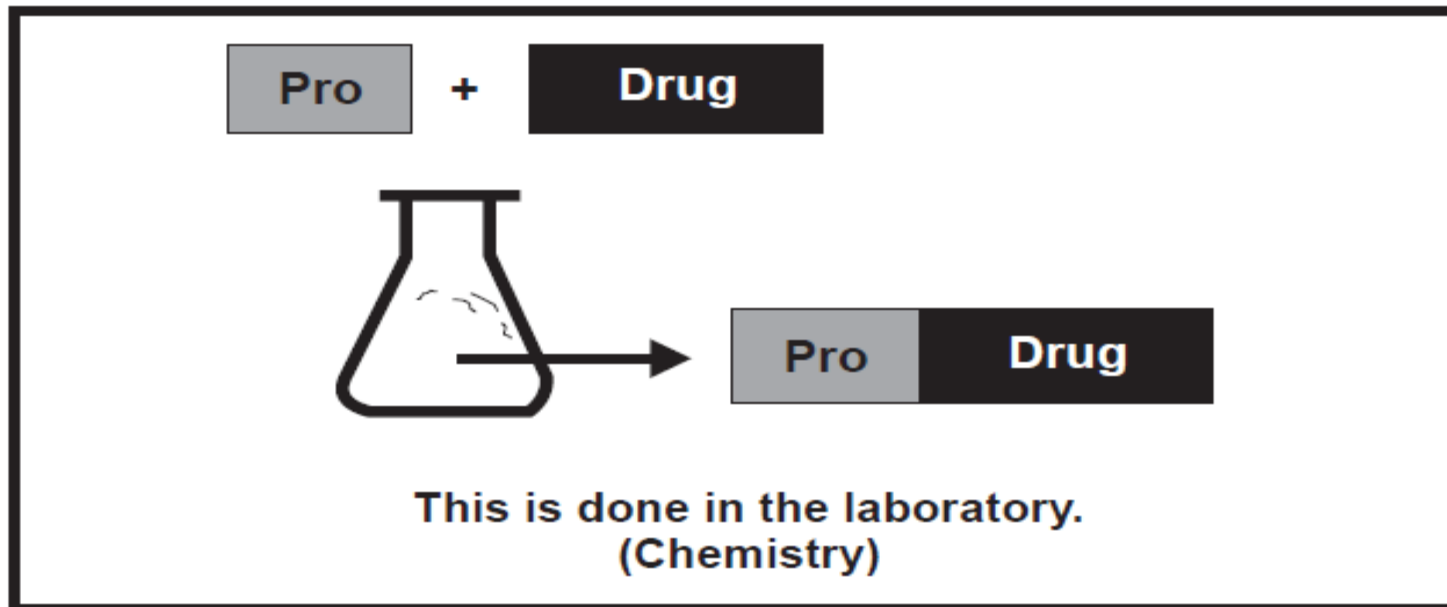 Pro + Drug
Pro Drug
This is done in the laboratory.
(Chemistry)